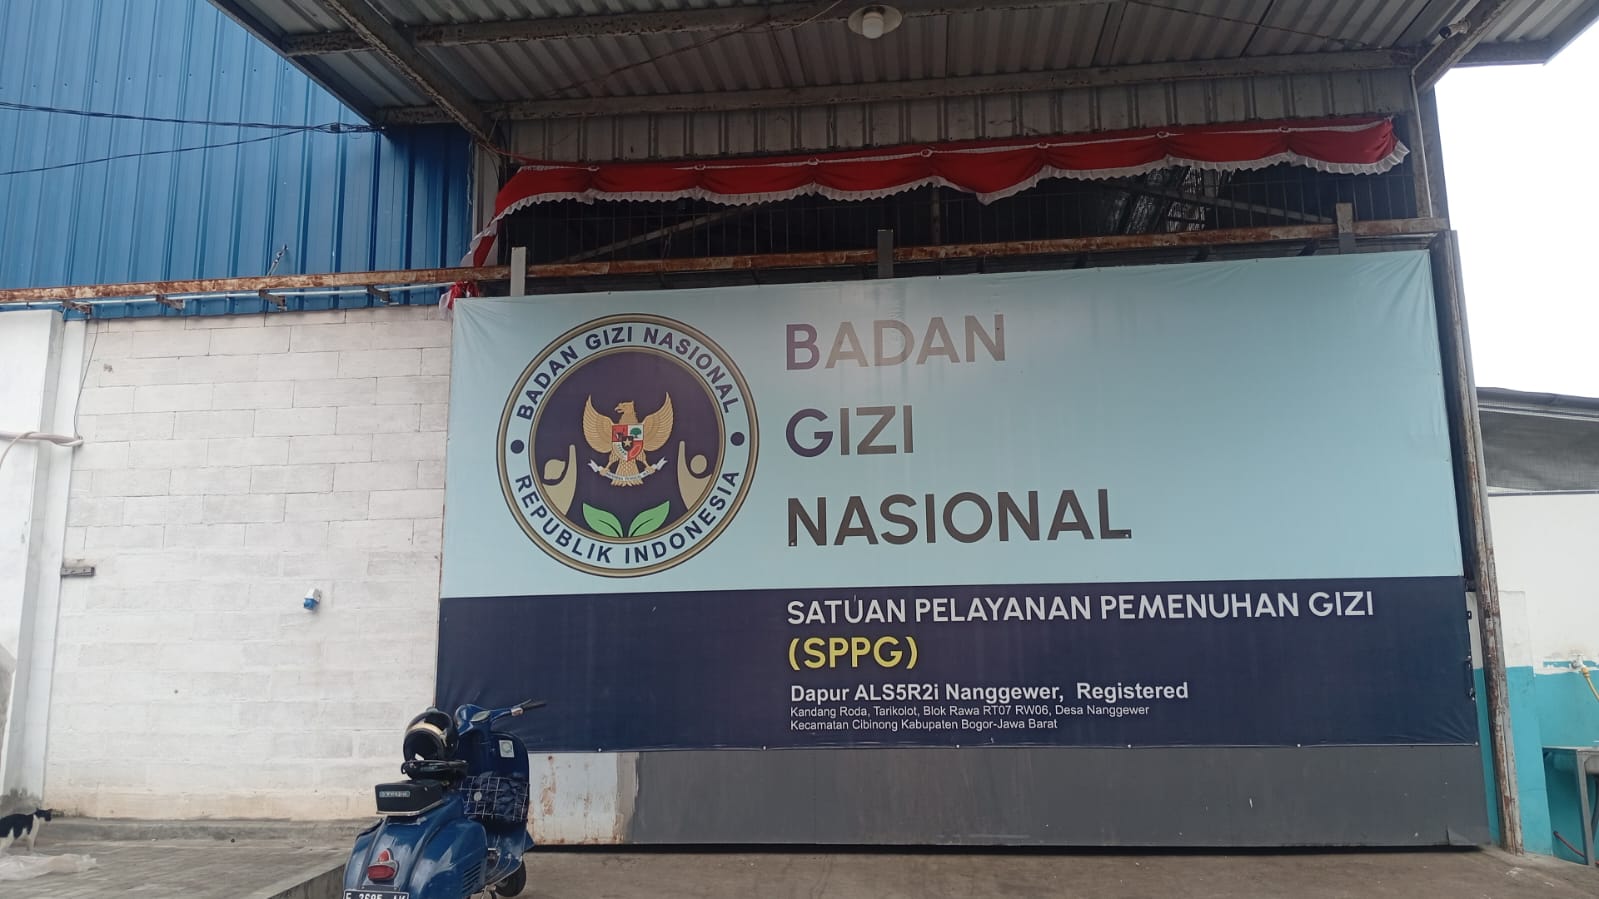 BADAN GIZI NASIONAL
REPUBLIK INDONESIA
BADAN
GIZI
NASIONAL
SATUAN PELAYANAN PEMENUHAN GIZI
(SPPG)
Dapur ALS5R2i Nanggewer, Registered
Kandang Roda, Tarikolot, Blok Rawa RT07 RW06, Desa Nanggewer
Kecamatan Cibinong Kabupaten Bogor-Jawa Barat